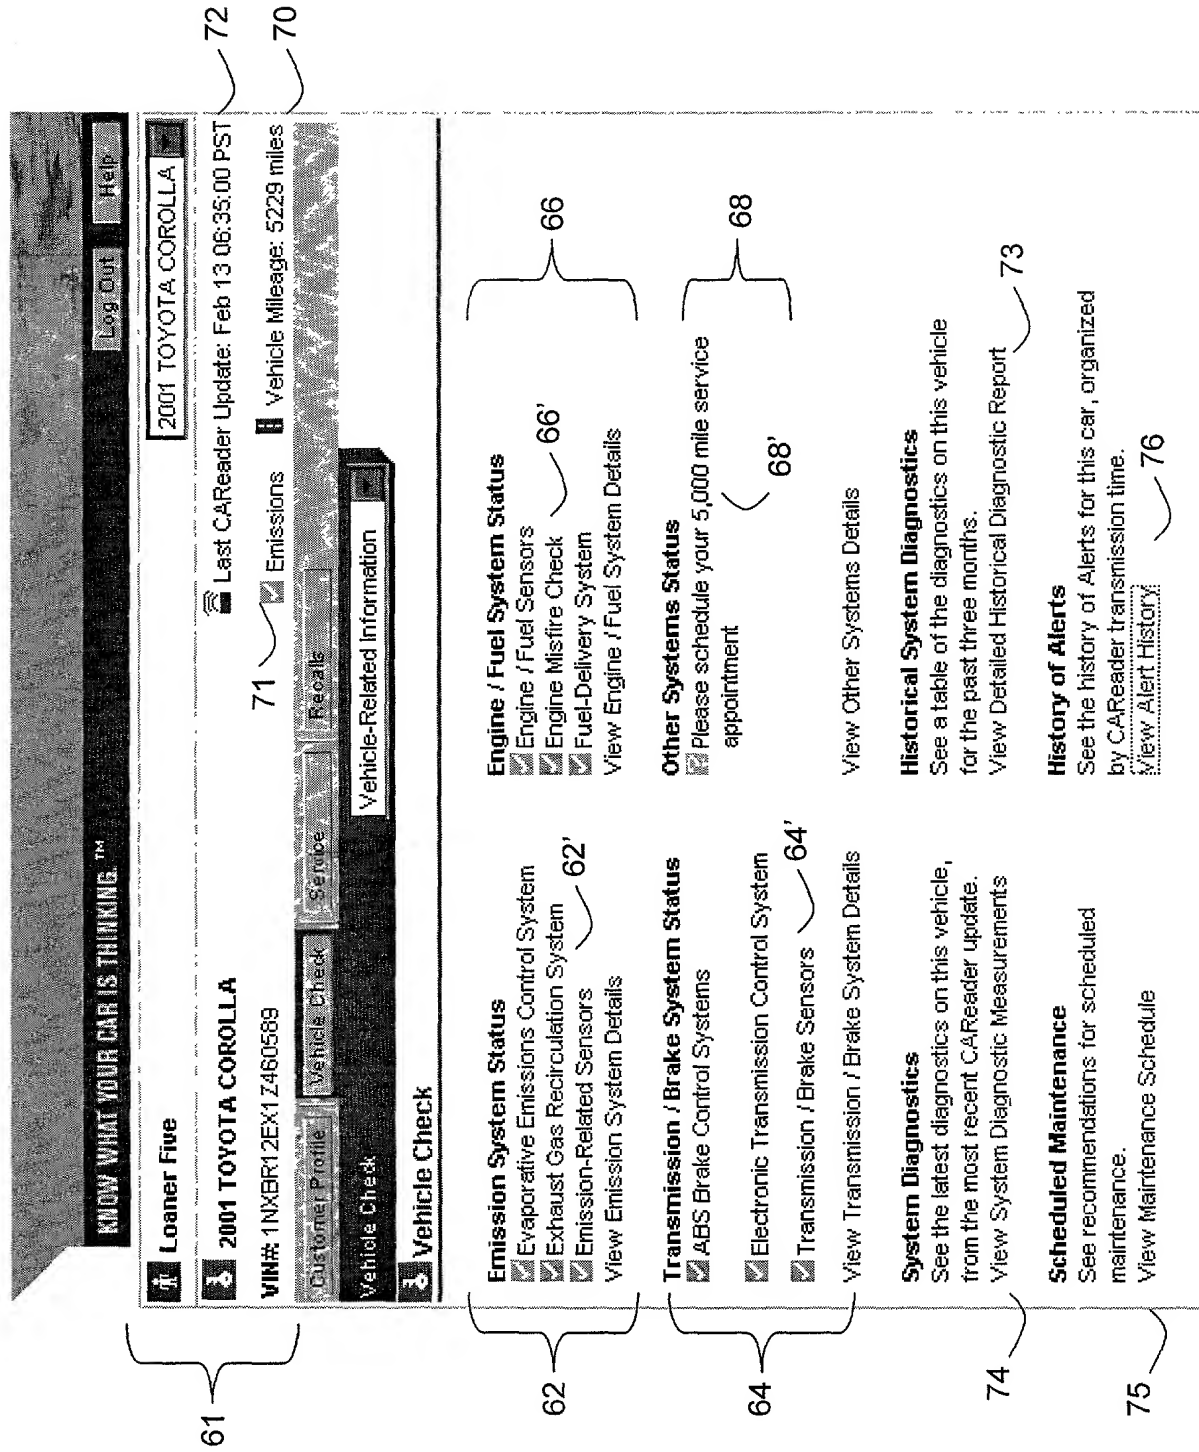 72
70
KNOW WHAT YOUR CAR IS THINKING.™
Log Out
Help
Loaner Five
2001 TOYOTA COROLLA
61
2001 TOYOTA COROLLA
Last CAReader Update: Feb 13 06:35:00 PST
VIN#: 1NXBR12EX1Z460589
71
Emissions
Vehicle Mileage: 5229 miles
Customer Profile
Vehicle Check
Service
Recalls
Vehicle Check
Vehicle-Related Information
Vehicle Check
62
Emission System Status
Evaporative Emissions Control System
Exhaust Gas Recirculation System
62'
Emission-Related Sensors
View Emission System Details
Engine / Fuel System Status
66
Engine / Fuel Sensors
Engine Misfire Check
66'
Fuel-Delivery System
View Engine / Fuel System Details
64
Transmission / Brake System Status
ABS Brake Control Systems
Electronic Transmission Control System
Transmission / Brake Sensors
64'
View Transmission / Brake System Details
Other Systems Status
68
Please schedule your 5,000 mile service
appointment
68'
View Other Systems Details
System Diagnostics
See the latest diagnostics on this vehicle,
from the most recent CAReader update.
View System Diagnostic Measurements
74
Historical System Diagnostics
See a table of the diagnostics on this vehicle
for the past three months.
View Detailed Historical Diagnostic Report
73
Scheduled Maintenance
See recommendations for scheduled
maintenance.
View Maintenance Schedule
75
History of Alerts
See the history of Alerts for this car, organized
by CAReader transmission time.
View Alert History
76